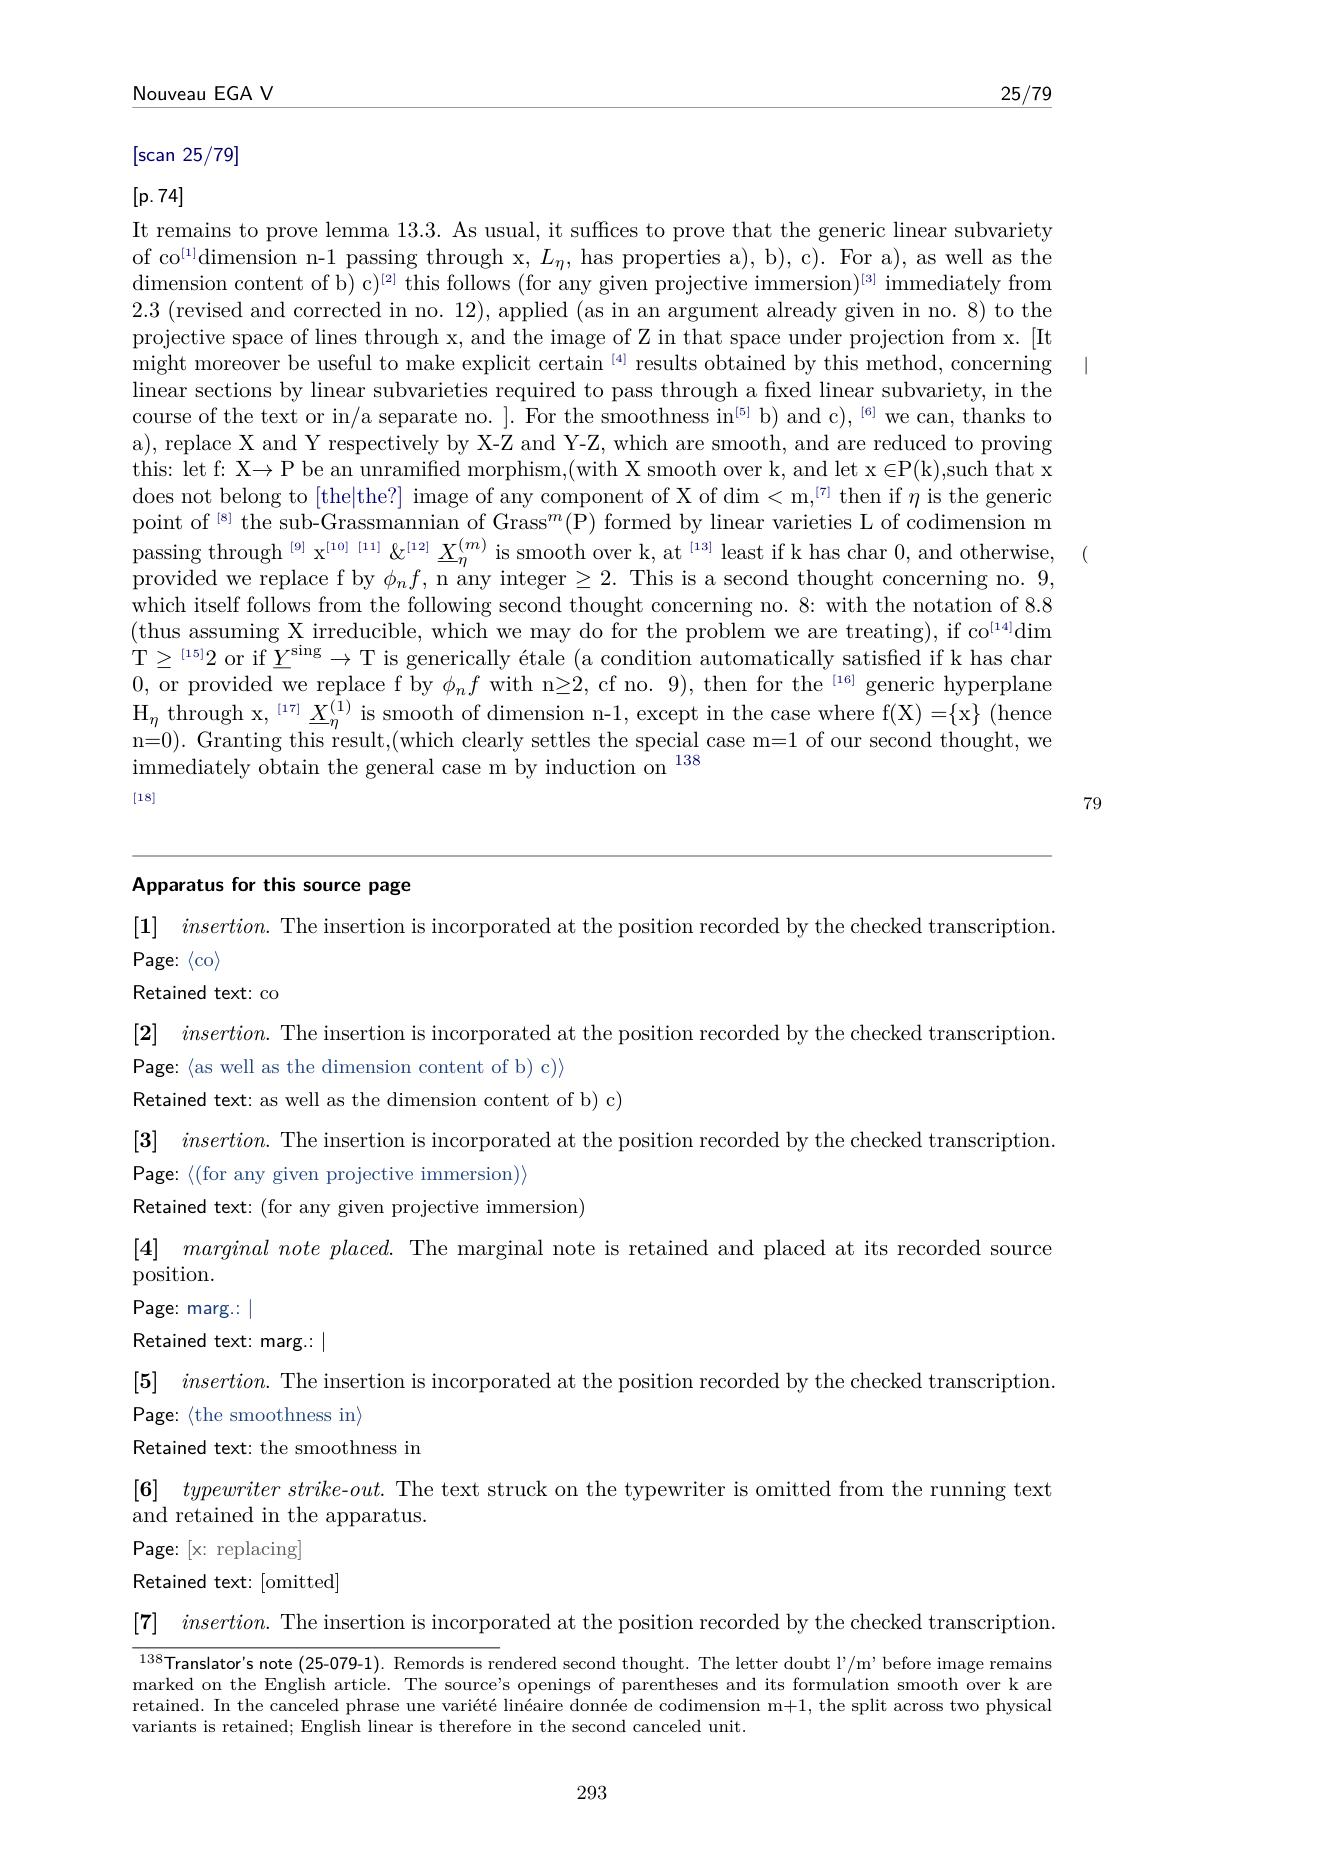 Nouveau EGA V 25/79
[scan 25/79]
[p. 74]
It remains to prove lemma 13.3. As usual, it suffices to prove that the generic linear subvariety
of co[1]dimension n-1 passing through x, Lη, has properties a), b), c). For a), as well as the
dimension content of b) c)[2] this follows (for any given projective immersion)[3] immediately from
2.3 (revised and corrected in no. 12), applied (as in an argument already given in no. 8) to the
projective space of lines through x, and the image of Z in that space under projection from x. [It
might moreover be useful to make explicit certain [4] results obtained by this method, concerning |
linear sections by linear subvarieties required to pass through a fixed linear subvariety, in the
course of the text or in/a separate no. ]. For the smoothness in[5] b) and c), [6] we can, thanks to
a), replace X and Y respectively by X-Z and Y-Z, which are smooth, and are reduced to proving
this: let f: X→ P be an unramified morphism,(with X smooth over k, and let x ∈P(k),such that x
does not belong to [the|the?] image of any component of X of dim < m,[7] then if η is the generic
point of [8] the sub-Grassmannian of Grass^m(P) formed by linear varieties L of codimension m
passing through [9] x[10] [11] &[12] X_η^(m) is smooth over k, at [13] least if k has char 0, and otherwise, (
provided we replace f by ϕ_n f, n any integer ≥ 2. This is a second thought concerning no. 9,
which itself follows from the following second thought concerning no. 8: with the notation of 8.8
(thus assuming X irreducible, which we may do for the problem we are treating), if co[14]dim
T ≥ [15]2 or if Y^sing → T is generically étale (a condition automatically satisfied if k has char
0, or provided we replace f by ϕ_n f with n≥2, cf no. 9), then for the [16] generic hyperplane
H_η through x, [17] X_η^(1) is smooth of dimension n-1, except in the case where f(X) ={x} (hence
n=0). Granting this result,(which clearly settles the special case m=1 of our second thought, we
immediately obtain the general case m by induction on 138
[18] 79
Apparatus for this source page
[1] insertion. The insertion is incorporated at the position recorded by the checked transcription.
Page: ⟨co⟩
Retained text: co
[2] insertion. The insertion is incorporated at the position recorded by the checked transcription.
Page: ⟨as well as the dimension content of b) c)⟩
Retained text: as well as the dimension content of b) c)
[3] insertion. The insertion is incorporated at the position recorded by the checked transcription.
Page: ⟨(for any given projective immersion)⟩
Retained text: (for any given projective immersion)
[4] marginal note placed. The marginal note is retained and placed at its recorded source
position.
Page: marg.: |
Retained text: marg.: |
[5] insertion. The insertion is incorporated at the position recorded by the checked transcription.
Page: ⟨the smoothness in⟩
Retained text: the smoothness in
[6] typewriter strike-out. The text struck on the typewriter is omitted from the running text
and retained in the apparatus.
Page: [x: replacing]
Retained text: [omitted]
[7] insertion. The insertion is incorporated at the position recorded by the checked transcription.
138Translator's note (25-079-1). Remords is rendered second thought. The letter doubt l'/m' before image remains
marked on the English article. The source's openings of parentheses and its formulation smooth over k are
retained. In the canceled phrase une variété linéaire donnée de codimension m+1, the split across two physical
variants is retained; English linear is therefore in the second canceled unit.
293